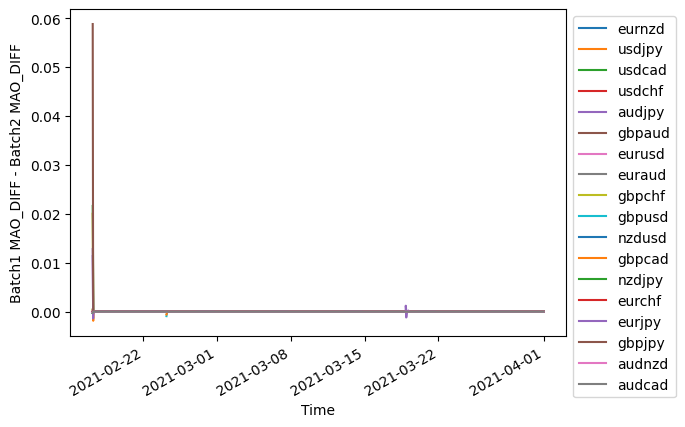 Batch1 MAO_DIFF - Batch2 MAO_DIFF
0.06
0.05
0.04
0.03
0.02
0.01
0.00
2021-02-22
2021-03-01
2021-03-08
2021-03-15
2021-03-22
2021-04-01
Time
eurnzd
usdjpy
usdcad
usdchf
audjpy
gbpaud
eurusd
euraud
gbpchf
gbpusd
nzdusd
gbpcad
nzdjpy
eurchf
eurjpy
gbpjpy
audnzd
audcad